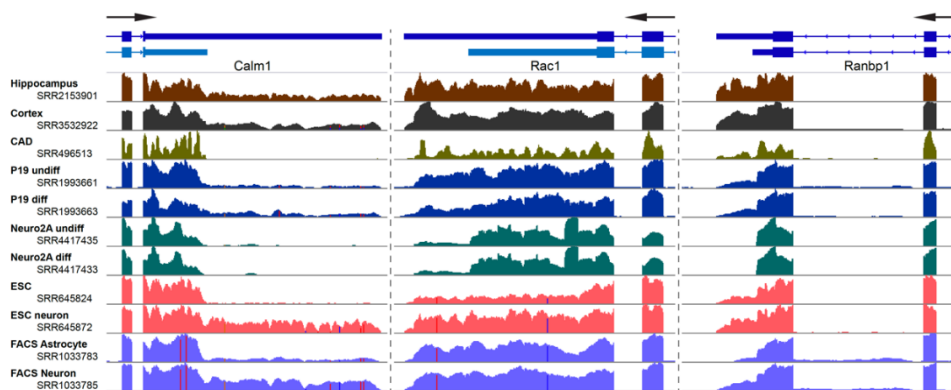 Calm1
Rac1
Ranbp1
Hippocampus
SRR2153901
Cortex
SRR3532922
CAD
SRR496513
P19 undiff
SRR1993661
P19 diff
SRR1993663
Neuro2A undiff
SRR4417435
Neuro2A diff
SRR4417433
ESC
SRR645824
ESC neuron
SRR645872
FACS Astrocyte
SRR1033783
FACS Neuron
SRR1033785